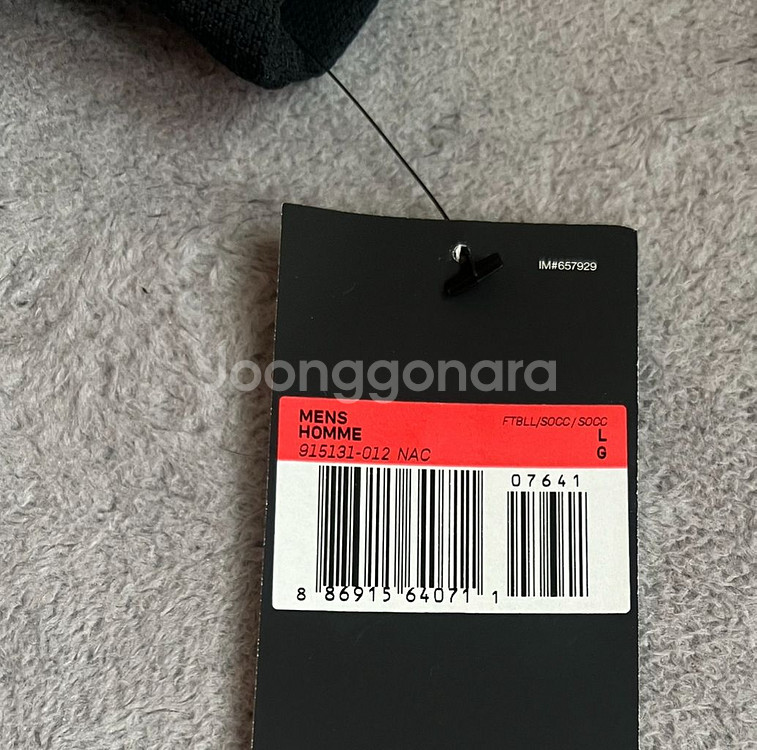 IM#657929
Joonggonara
MENS
HOMME
FTBLL/SOCC/SOCC
L
G
915131-012 NAC
07641
8 86915 64071 1